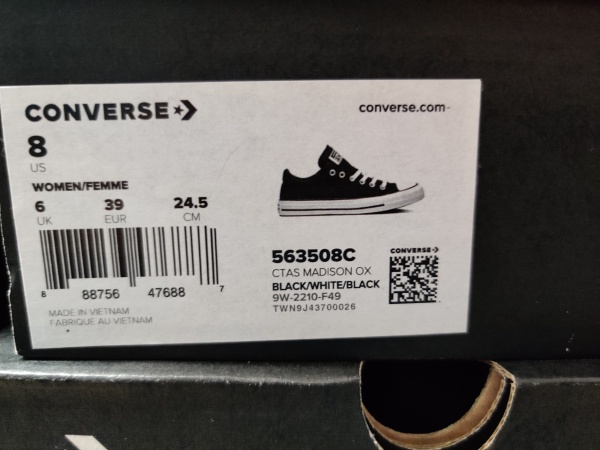 CONVERSE
converse.com
8
US
WOMEN/FEMME
6 39 24.5
UK EUR CM
563508C
CTAS MADISON OX
BLACK/WHITE/BLACK
9W-2210-F49
TWN9J43700026
CONVERSE
8 88756 47688 7
MADE IN VIETNAM
FABRIQUE AU VIETNAM